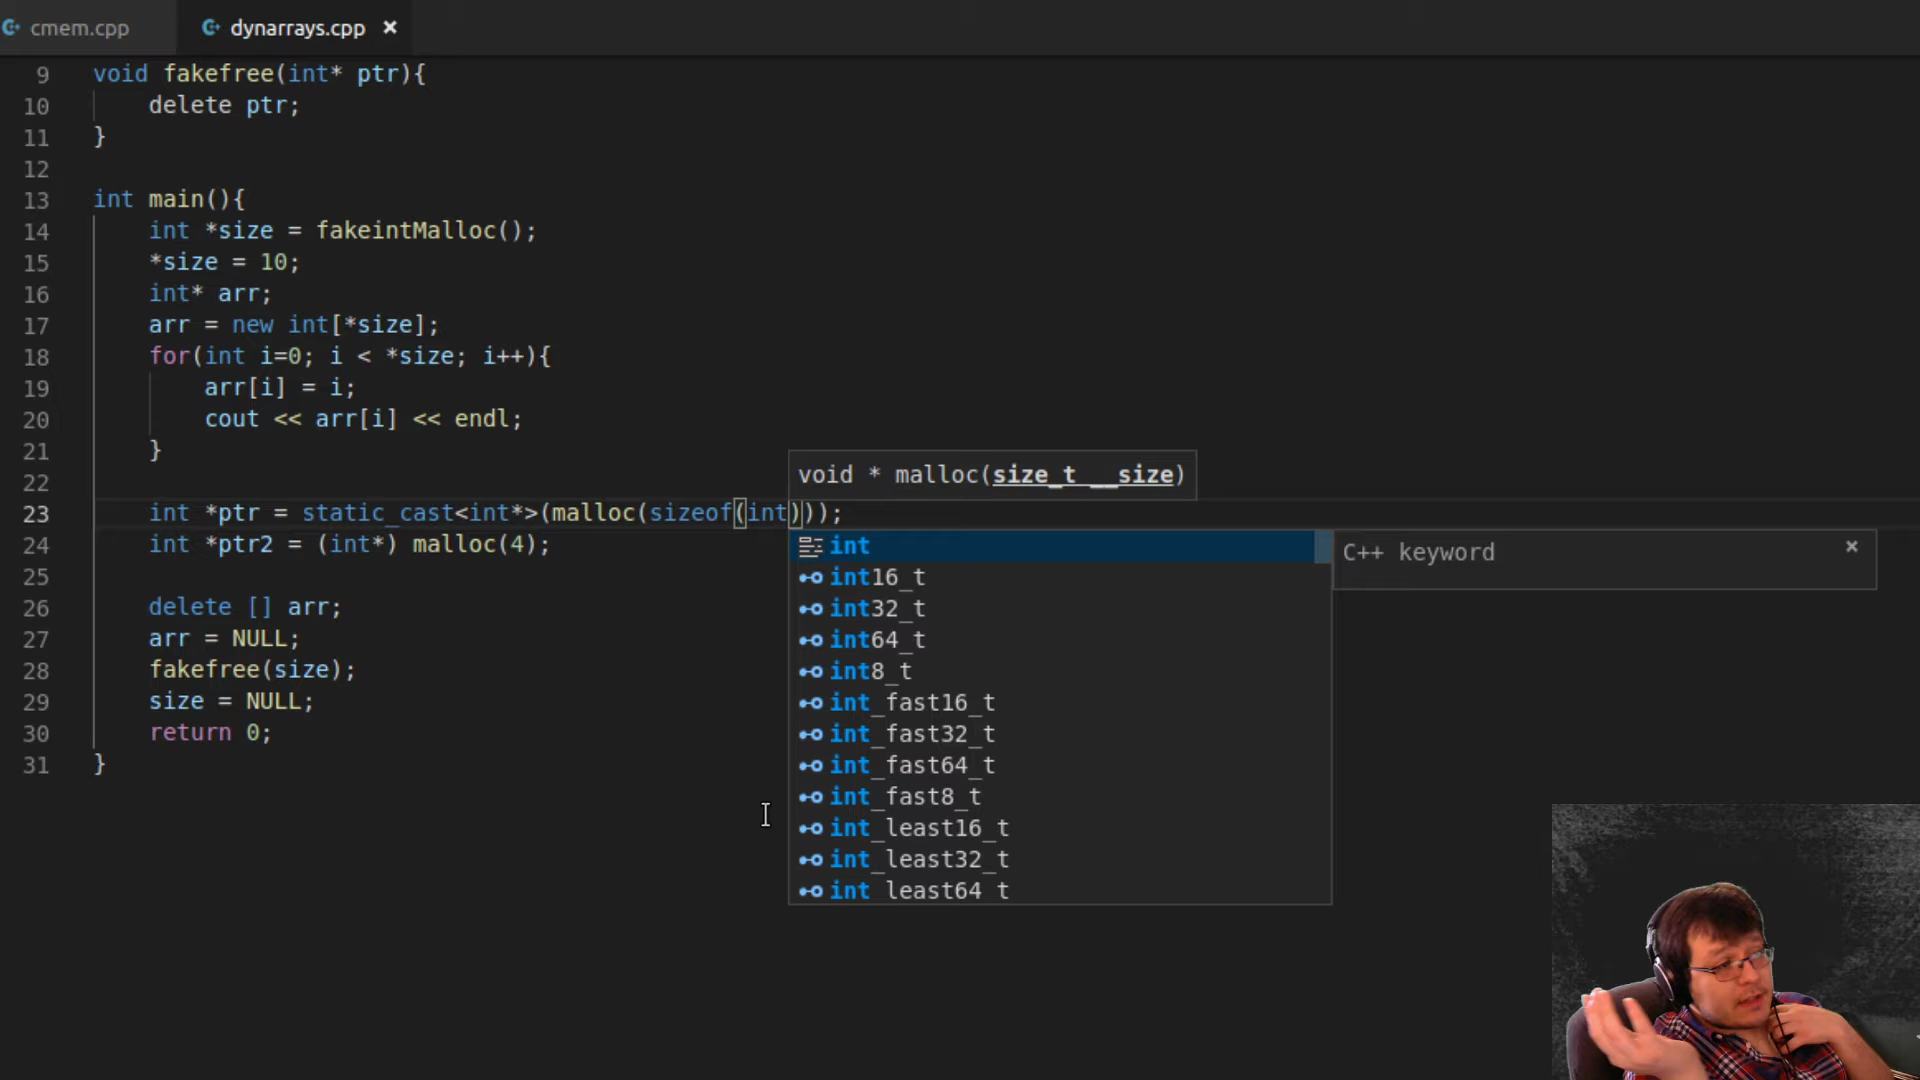 cmem.cpp
dynarrays.cpp ×
9 void fakefree(int* ptr){
10 delete ptr;
11 }
12
13 int main(){
14 int *size = fakeintMalloc();
15 *size = 10;
16 int* arr;
17 arr = new int[*size];
18 for(int i=0; i < *size; i++){
19 arr[i] = i;
20 cout << arr[i] << endl;
21 }
22
void * malloc(size_t __size)
23 int *ptr = static_cast<int*>(malloc(sizeof(int)));
24 int *ptr2 = (int*) malloc(4);
25
26 delete [] arr;
27 arr = NULL;
28 fakefree(size);
29 size = NULL;
30 return 0;
31 }
int
int16_t
int32_t
int64_t
int8_t
int_fast16_t
int_fast32_t
int_fast64_t
int_fast8_t
int_least16_t
int_least32_t
int_least64_t
C++ keyword ×